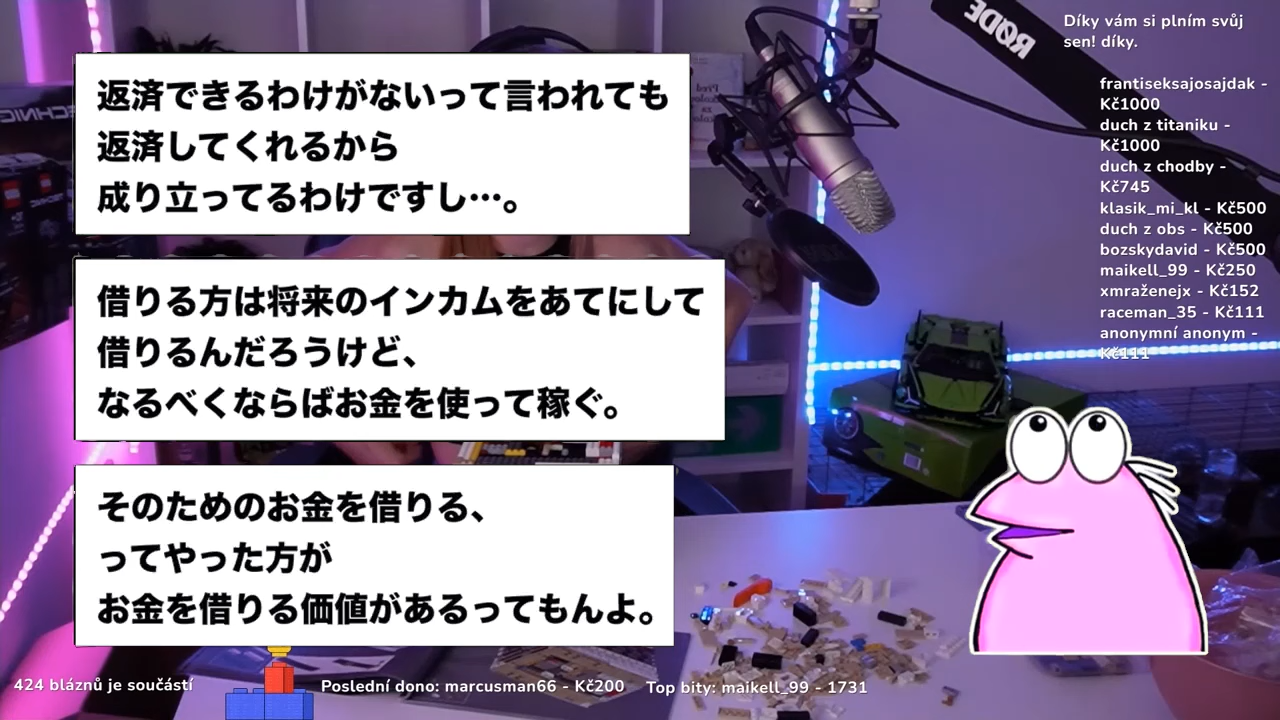 返済できるわけがないって言われても
返済してくれるから
成り立ってるわけですし…。
借りる方は将来のインカムをあてにして
借りるんだろうけど、
なるべくならばお金を使って稼ぐ。
そのためのお金を借りる、
ってやった方が
お金を借りる価値があるってもんよ。
RØDE
Díky vám si plním svůj
sen! díky.
frantiseksajosajdak -
Kč1000
duch z titaniku -
Kč1000
duch z chodby -
Kč745
klasik_mi_kl - Kč500
duch z obs - Kč500
bozskydavid - Kč500
maikell_99 - Kč250
xmraženejx - Kč152
raceman_35 - Kč111
anonymní anonym -
Kč111
424 bláznů je součástí
Poslední dono: marcusman66 - Kč200
Top bity: maikell_99 - 1731